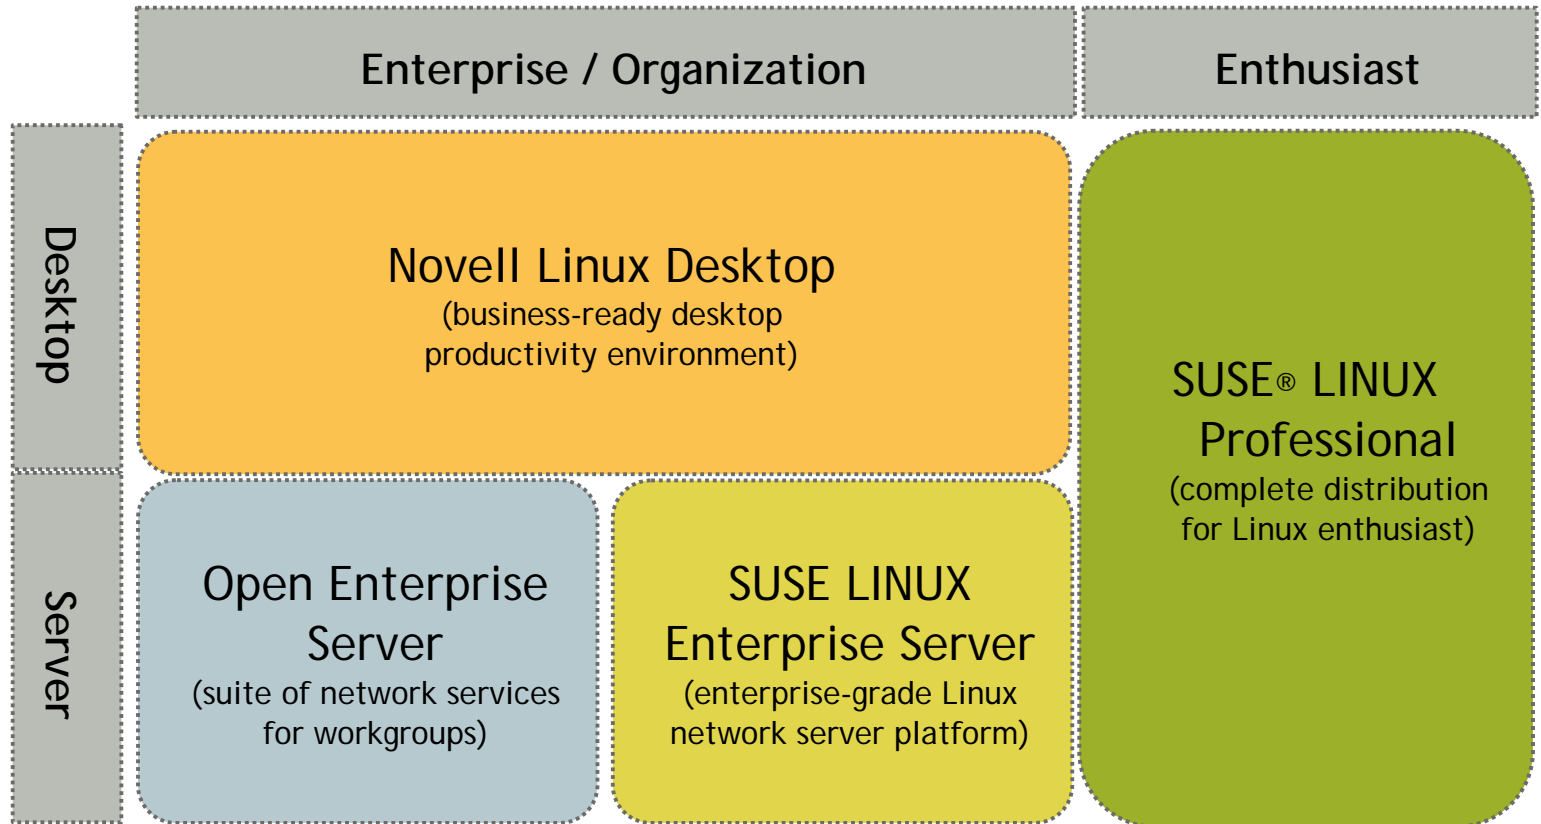 Enterprise / Organization
Enthusiast
Desktop
Novell Linux Desktop
(business-ready desktop
productivity environment)
SUSE® LINUX
Professional
(complete distribution
for Linux enthusiast)
Server
Open Enterprise
Server
(suite of network services
for workgroups)
SUSE LINUX
Enterprise Server
(enterprise-grade Linux
network server platform)